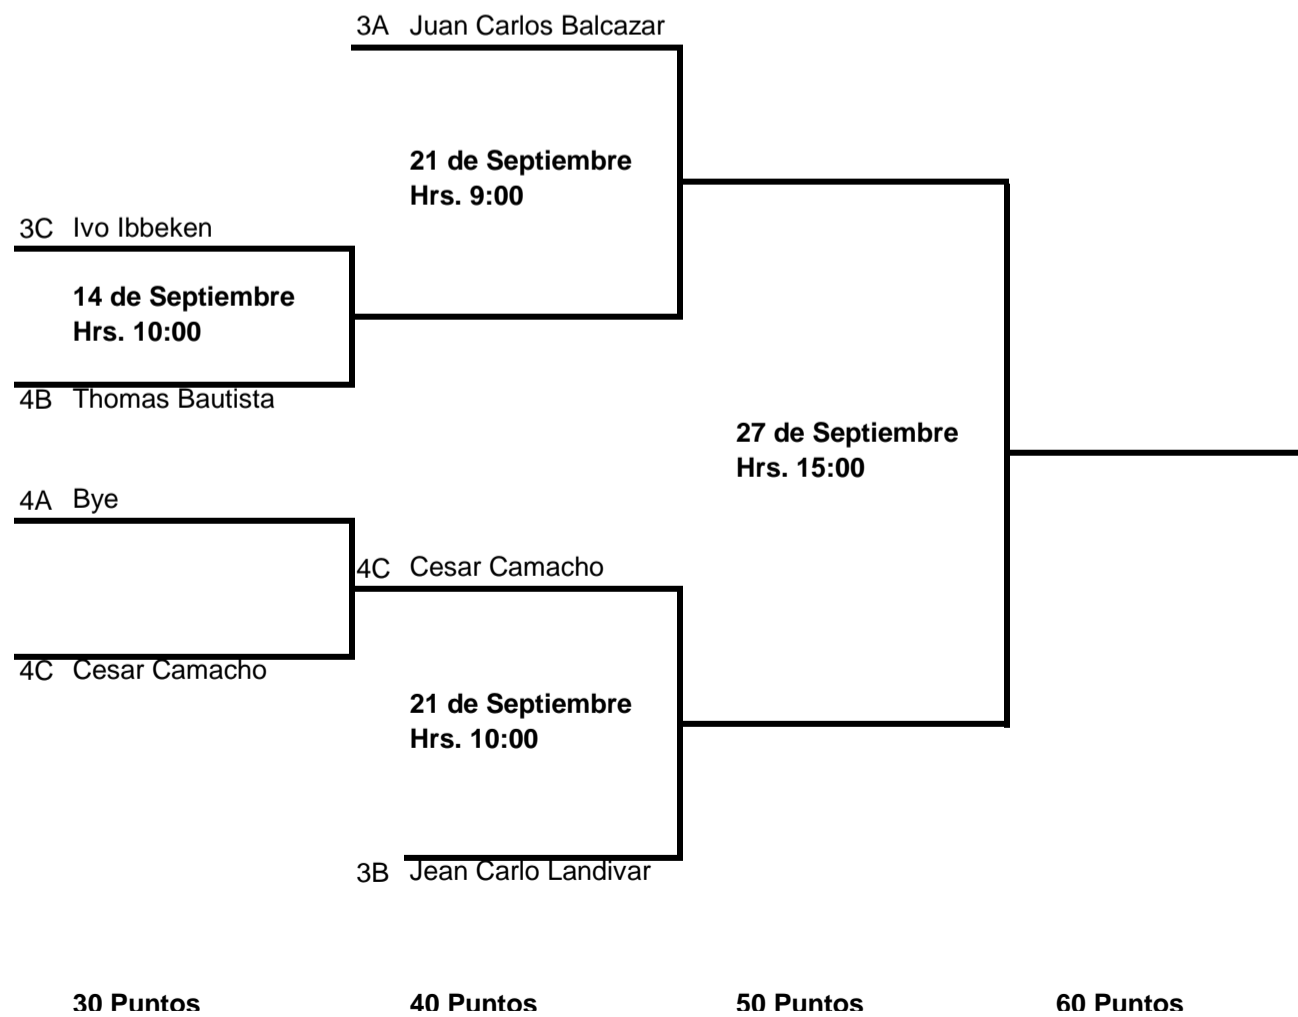 3A Juan Carlos Balcazar
21 de Septiembre
Hrs. 9:00
3C Ivo Ibbeken
14 de Septiembre
Hrs. 10:00
4B Thomas Bautista
27 de Septiembre
Hrs. 15:00
4A Bye
4C Cesar Camacho
4C Cesar Camacho
21 de Septiembre
Hrs. 10:00
3B Jean Carlo Landivar
30 Puntos 40 Puntos 50 Puntos 60 Puntos